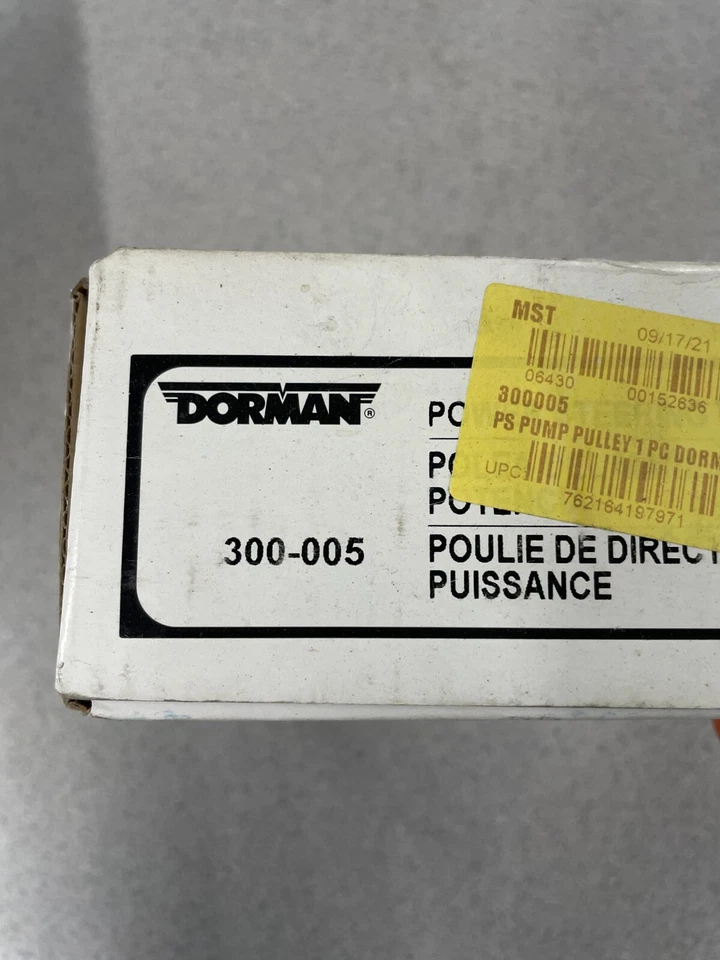 DORMAN®
300-005
POULIE DE DIRECT
PUISSANCE
MST
09/17/21
06430 00152636
300005
PS PUMP PULLEY 1 PC DORM
UPC:
762164197971